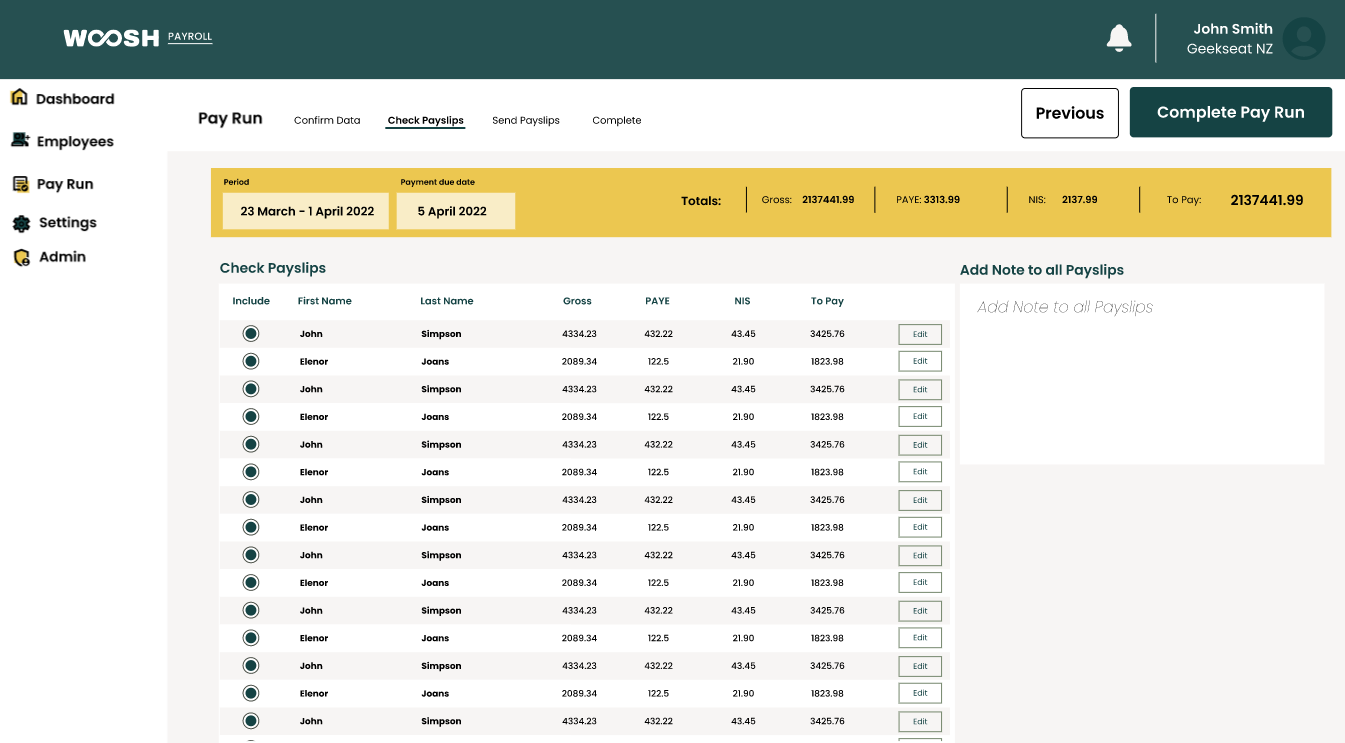 WOOSH PAYROLL
John Smith
Geekseat NZ
Dashboard
Employees
Pay Run
Settings
Admin
Pay Run Confirm Data Check Payslips Send Payslips Complete
Previous Complete Pay Run
Period Payment due date
23 March - 1 April 2022 5 April 2022
Totals: Gross: 2137441.99 PAYE: 3313.99 NIS: 2137.99 To Pay: 2137441.99
Check Payslips
Include First Name Last Name Gross PAYE NIS To Pay
John Simpson 4334.23 432.22 43.45 3425.76 Edit
Elenor Joans 2089.34 122.5 21.90 1823.98 Edit
John Simpson 4334.23 432.22 43.45 3425.76 Edit
Elenor Joans 2089.34 122.5 21.90 1823.98 Edit
John Simpson 4334.23 432.22 43.45 3425.76 Edit
Elenor Joans 2089.34 122.5 21.90 1823.98 Edit
John Simpson 4334.23 432.22 43.45 3425.76 Edit
Elenor Joans 2089.34 122.5 21.90 1823.98 Edit
John Simpson 4334.23 432.22 43.45 3425.76 Edit
Elenor Joans 2089.34 122.5 21.90 1823.98 Edit
John Simpson 4334.23 432.22 43.45 3425.76 Edit
Elenor Joans 2089.34 122.5 21.90 1823.98 Edit
John Simpson 4334.23 432.22 43.45 3425.76 Edit
Elenor Joans 2089.34 122.5 21.90 1823.98 Edit
John Simpson 4334.23 432.22 43.45 3425.76 Edit
Add Note to all Payslips
Add Note to all Payslips